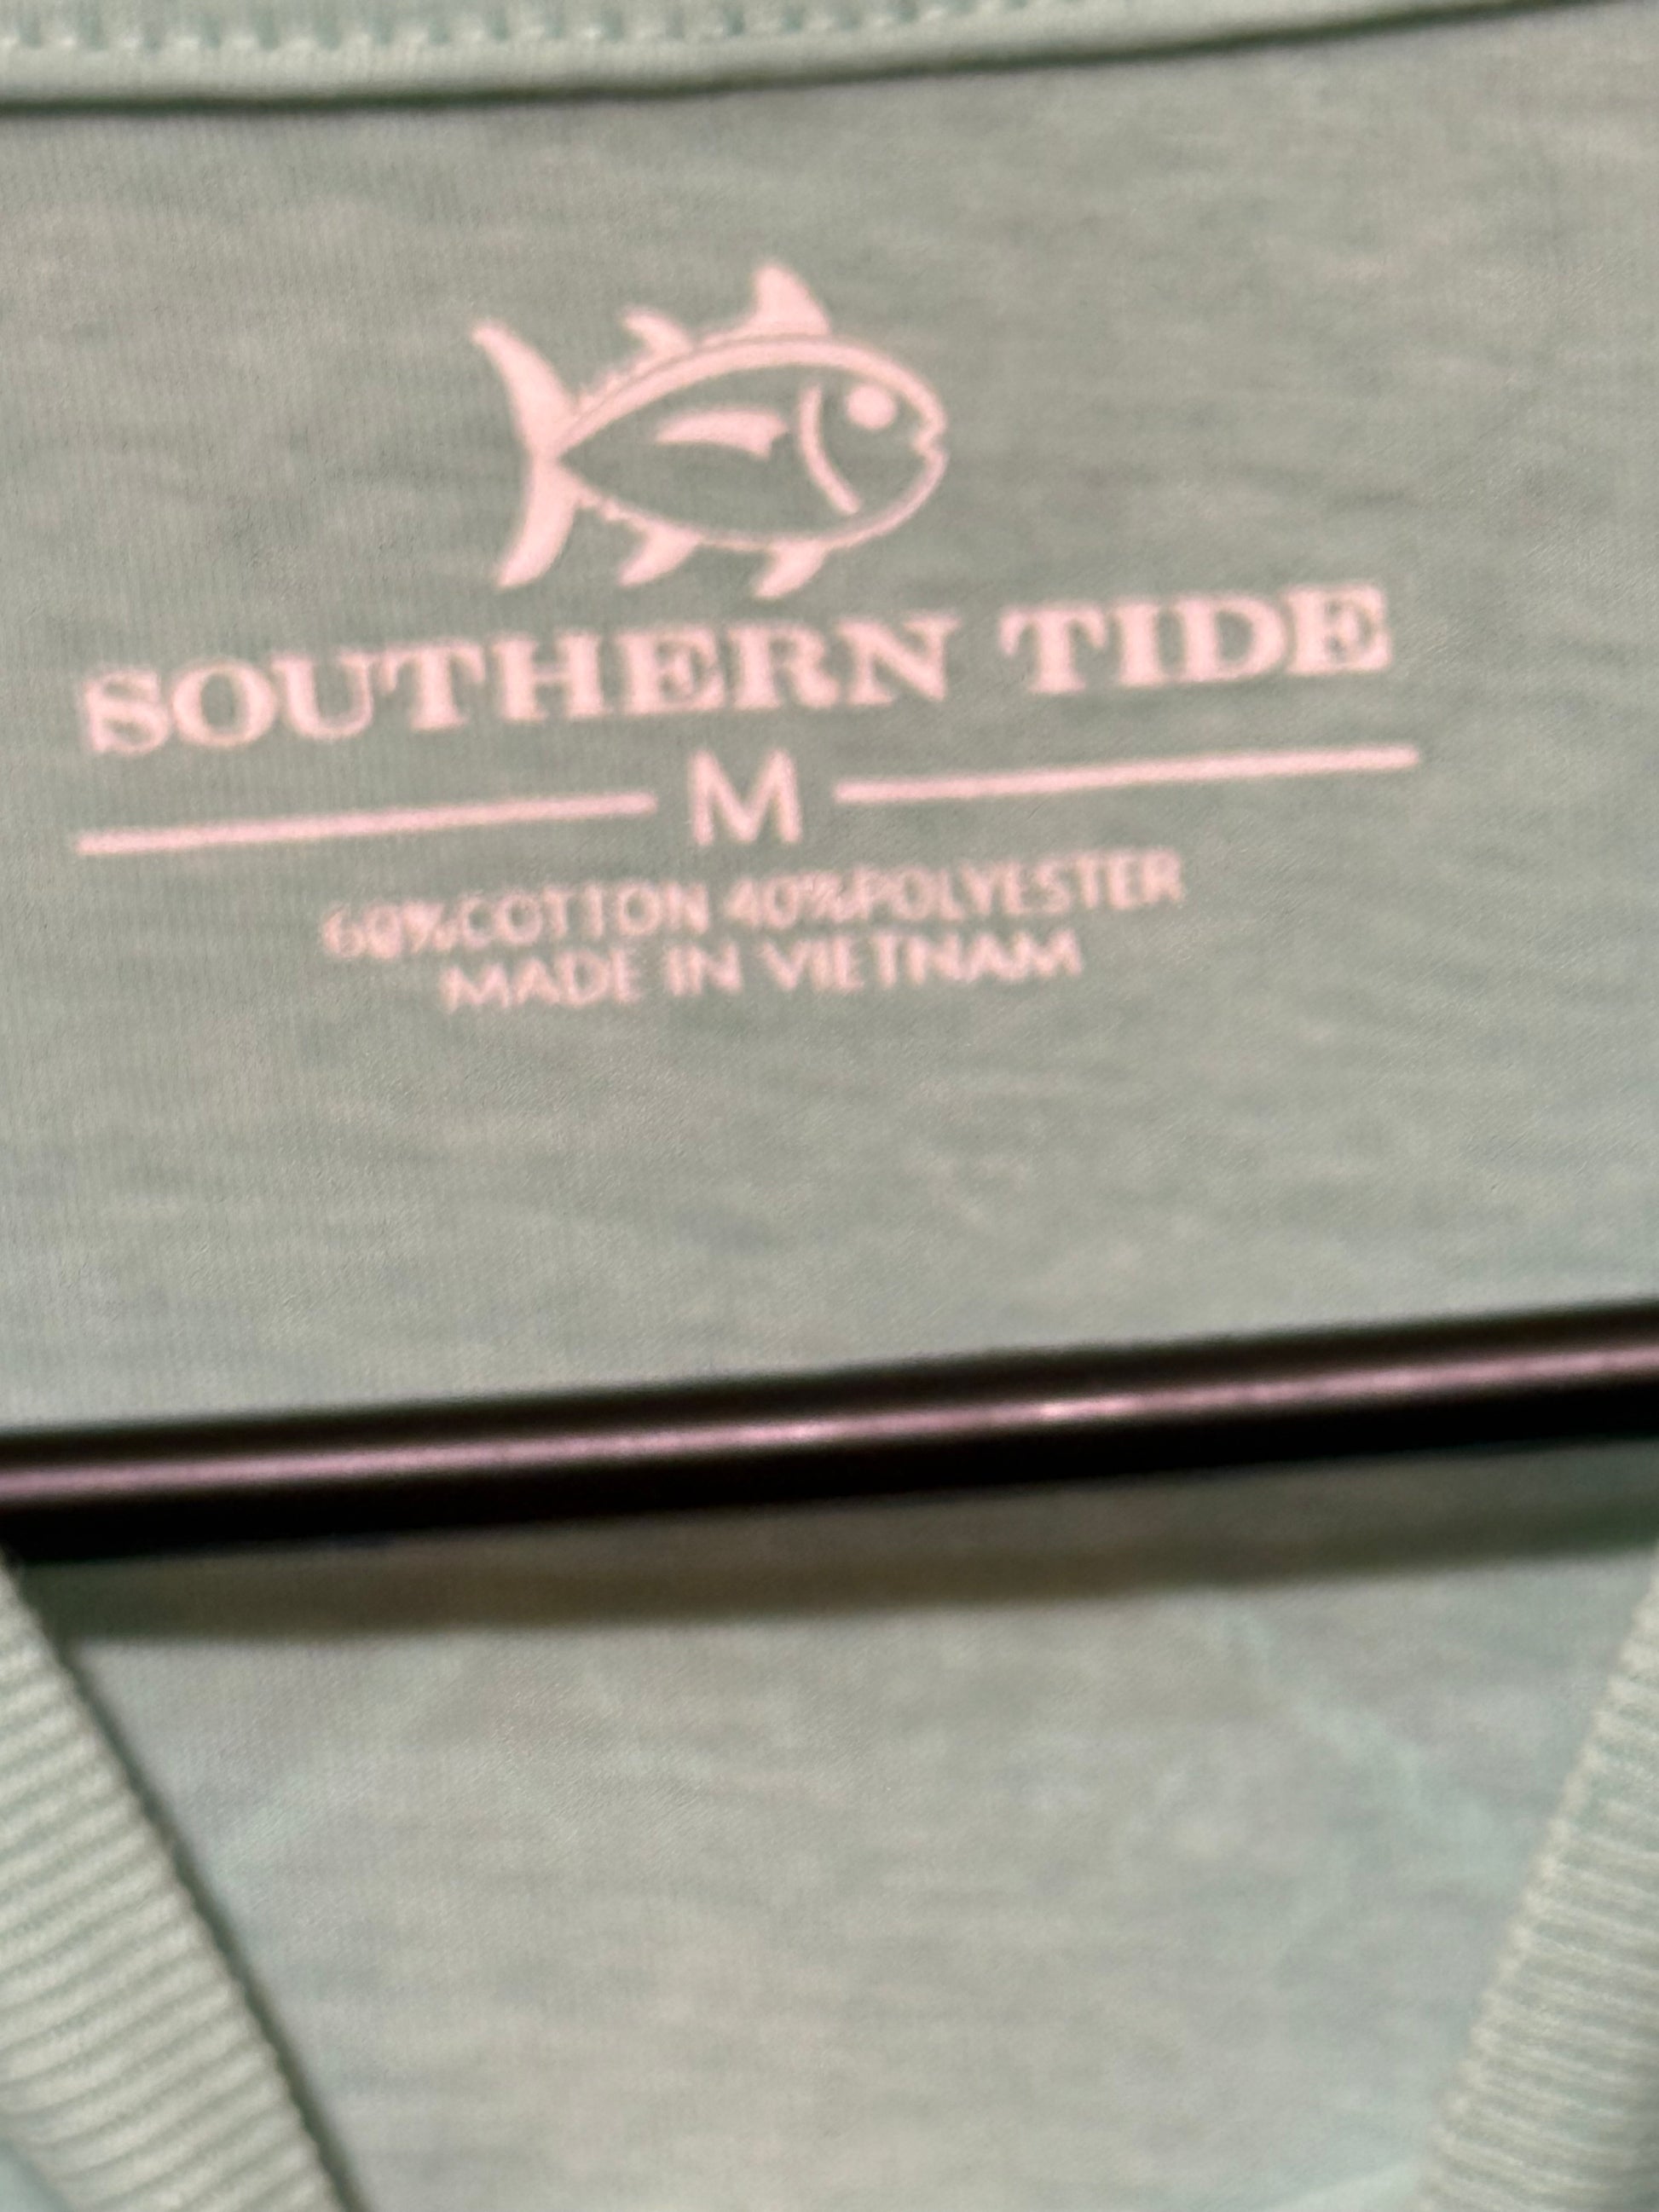 SOUTHERN TIDE
M
60%COTTON 40%POLYESTER
MADE IN VIETNAM